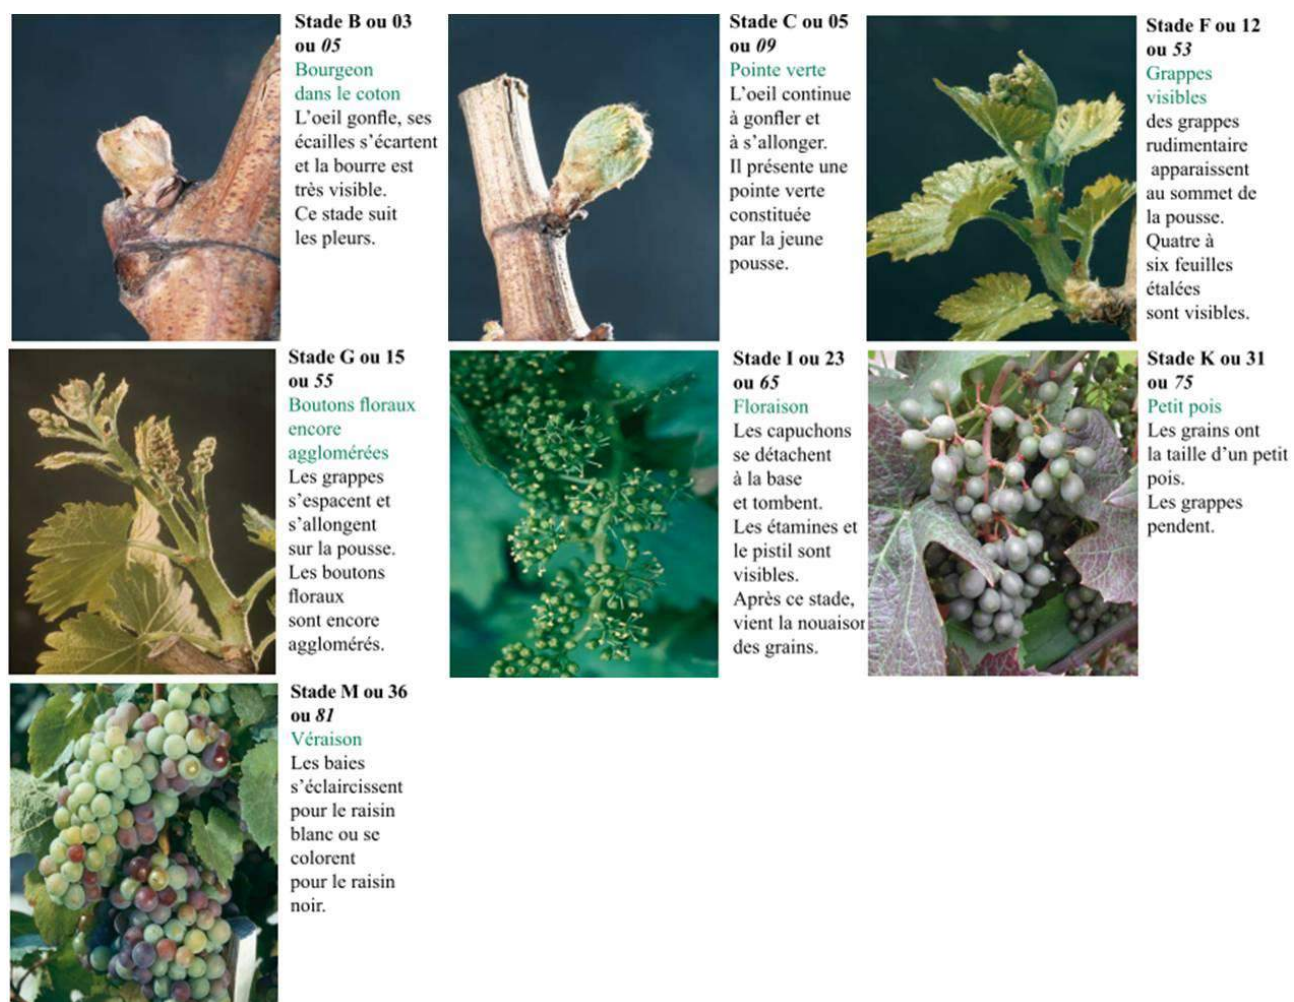 Stade B ou 03
ou 05
Bourgeon
dans le coton
L'oeil gonfle, ses
écailles s'écartent
et la bourre est
très visible.
Ce stade suit
les pleurs.
Stade C ou 05
ou 09
Pointe verte
L'oeil continue
à gonfler et
à s'allonger.
Il présente une
pointe verte
constituée
par la jeune
pousse.
Stade F ou 12
ou 53
Grappes
visibles
des grappes
rudimentaire
apparaissent
au sommet de
la pousse.
Quatre à
six feuilles
étalées
sont visibles.
Stade G ou 15
ou 55
Boutons floraux
encore
agglomérées
Les grappes
s'espacent et
s'allongent
sur la pousse.
Les boutons
floraux
sont encore
agglomérés.
Stade I ou 23
ou 65
Floraison
Les capuchons
se détachent
à la base
et tombent.
Les étamines et
le pistil sont
visibles.
Après ce stade,
vient la nouaison
des grains.
Stade K ou 31
ou 75
Petit pois
Les grains ont
la taille d'un petit
pois.
Les grappes
pendent.
Stade M ou 36
ou 81
Véraison
Les baies
s'éclaircissent
pour le raisin
blanc ou se
colorent
pour le raisin
noir.